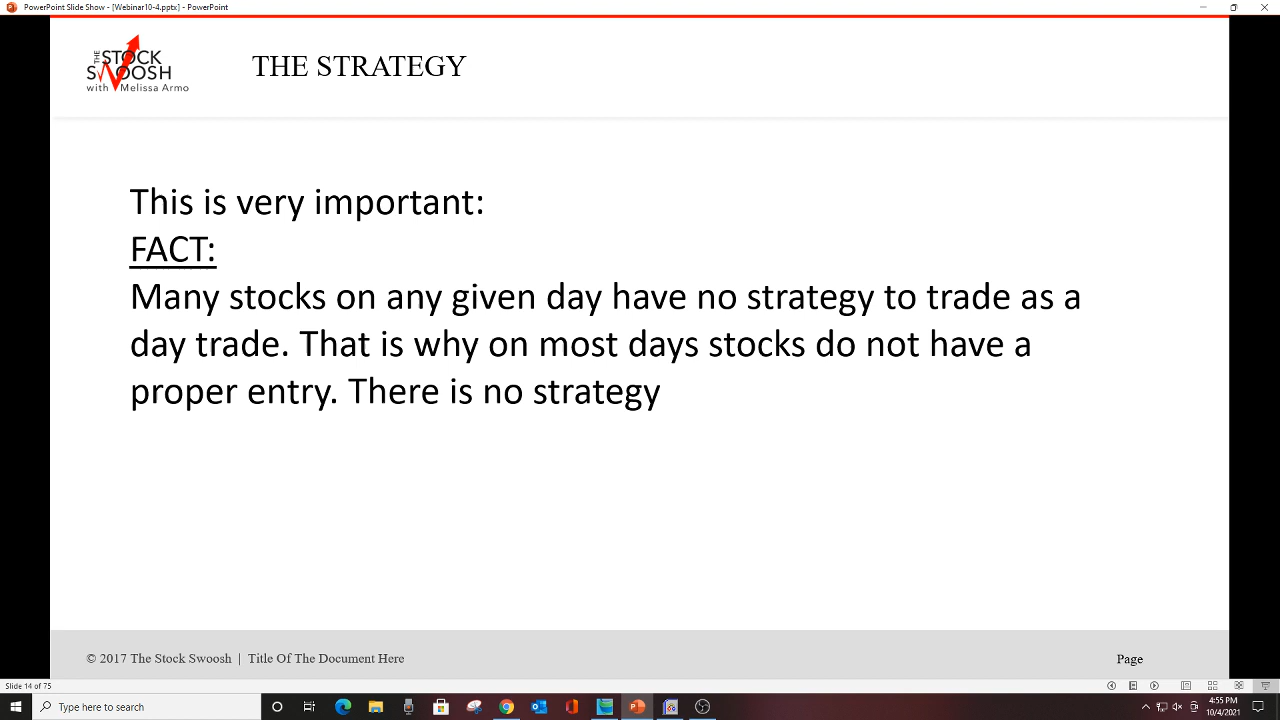 PowerPoint Slide Show - [Webinar10-4.pptx] - PowerPoint
THE
STOCK
SWOOSH
with Melissa Armo
THE STRATEGY
This is very important:
FACT:
Many stocks on any given day have no strategy to trade as a
day trade. That is why on most days stocks do not have a
proper entry. There is no strategy
© 2017 The Stock Swoosh | Title Of The Document Here
Page
Slide 14 of 75
Type here to search
4:55 PM
10/4/2021